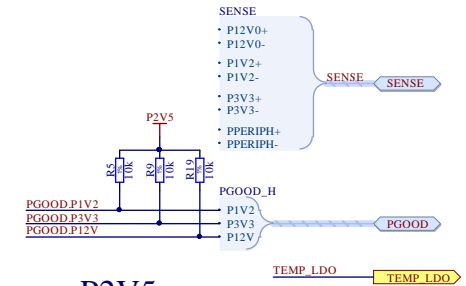 SENSE
P12V0+
P12V0-
P1V2+
P1V2-
P3V3+
P3V3-
PPERIPH+
PPERIPH-
SENSE
SENSE
P2V5
R5
10k
R9
10k
R19
10k
PGOOD_H
PGOOD.P1V2
PGOOD.P3V3
PGOOD.P12V
P1V2
P3V3
P12V
PGOOD
TEMP_LDO
TEMP_LDO